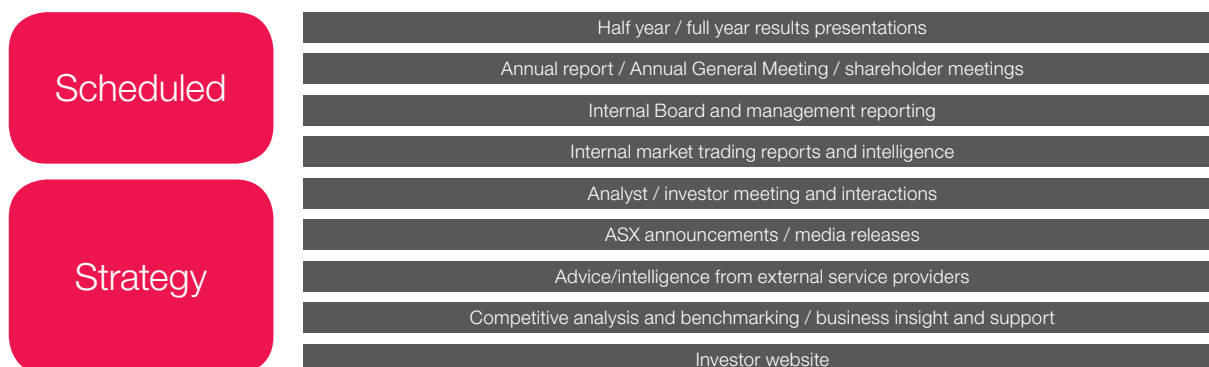 Scheduled
Half year / full year results presentations
Annual report / Annual General Meeting / shareholder meetings
Internal Board and management reporting
Internal market trading reports and intelligence
Strategy
Analyst / investor meeting and interactions
ASX announcements / media releases
Advice/intelligence from external service providers
Competitive analysis and benchmarking / business insight and support
Investor website